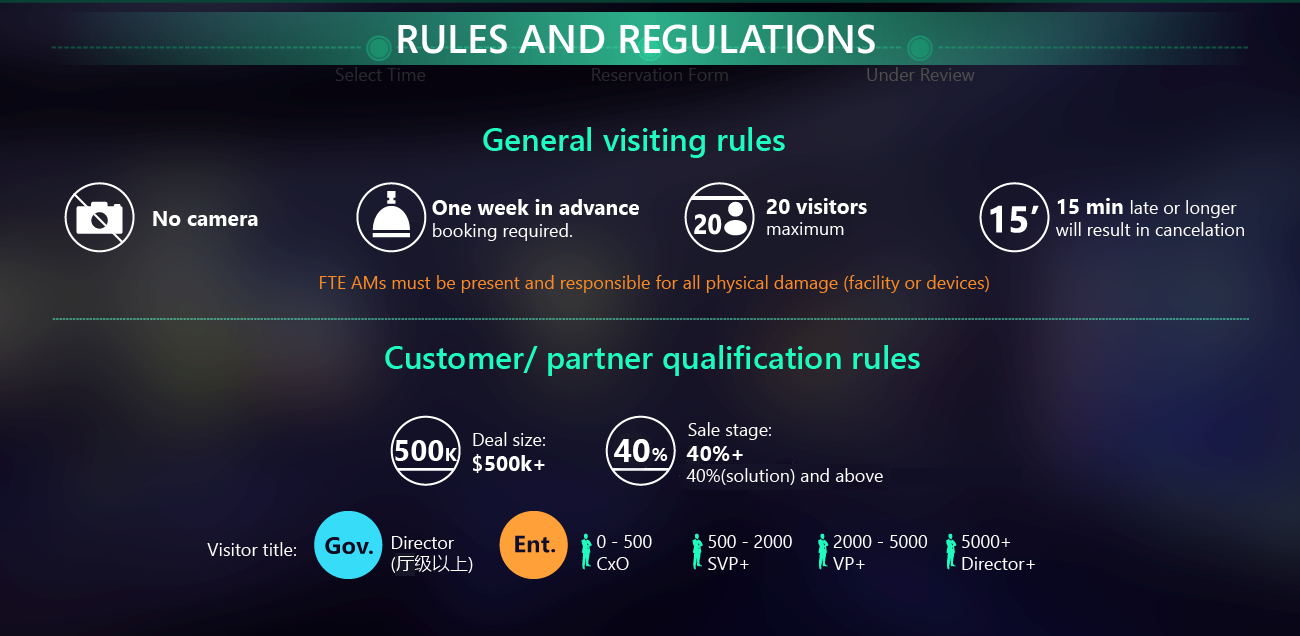 RULES AND REGULATIONS
Select Time
Reservation Form
Under Review
General visiting rules
No camera
One week in advance
booking required.
20
20 visitors
maximum
15’
15 min late or longer
will result in cancelation
FTE AMs must be present and responsible for all physical damage (facility or devices)
Customer/ partner qualification rules
500K
Deal size:
$500k+
40%
Sale stage:
40%+
40%(solution) and above
Visitor title:
Gov.
Director
(厅级以上)
Ent.
0 - 500
CxO
500 - 2000
SVP+
2000 - 5000
VP+
5000+
Director+